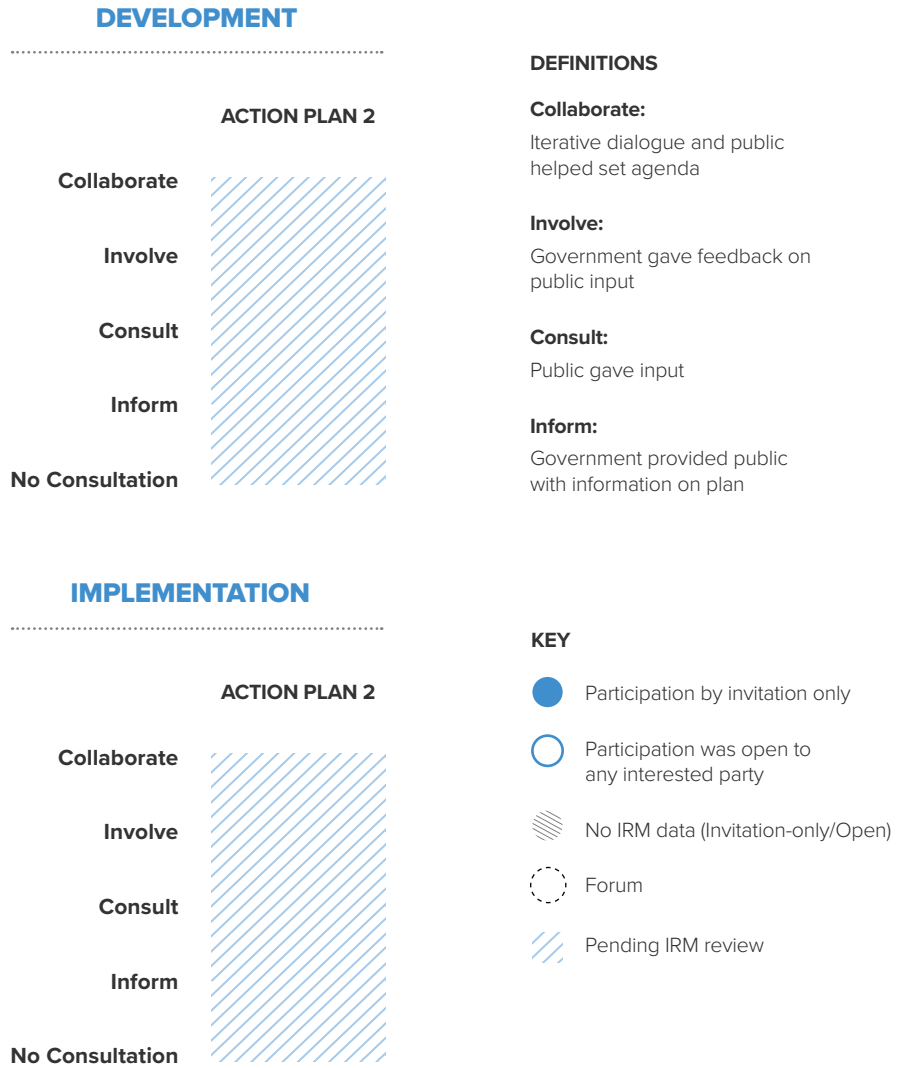 DEVELOPMENT
ACTION PLAN 2
Collaborate
Involve
Consult
Inform
No Consultation
DEFINITIONS
Collaborate:
Iterative dialogue and public
helped set agenda
Involve:
Government gave feedback on
public input
Consult:
Public gave input
Inform:
Government provided public
with information on plan
IMPLEMENTATION
ACTION PLAN 2
Collaborate
Involve
Consult
Inform
No Consultation
KEY
Participation by invitation only
Participation was open to
any interested party
No IRM data (Invitation-only/Open)
Forum
Pending IRM review